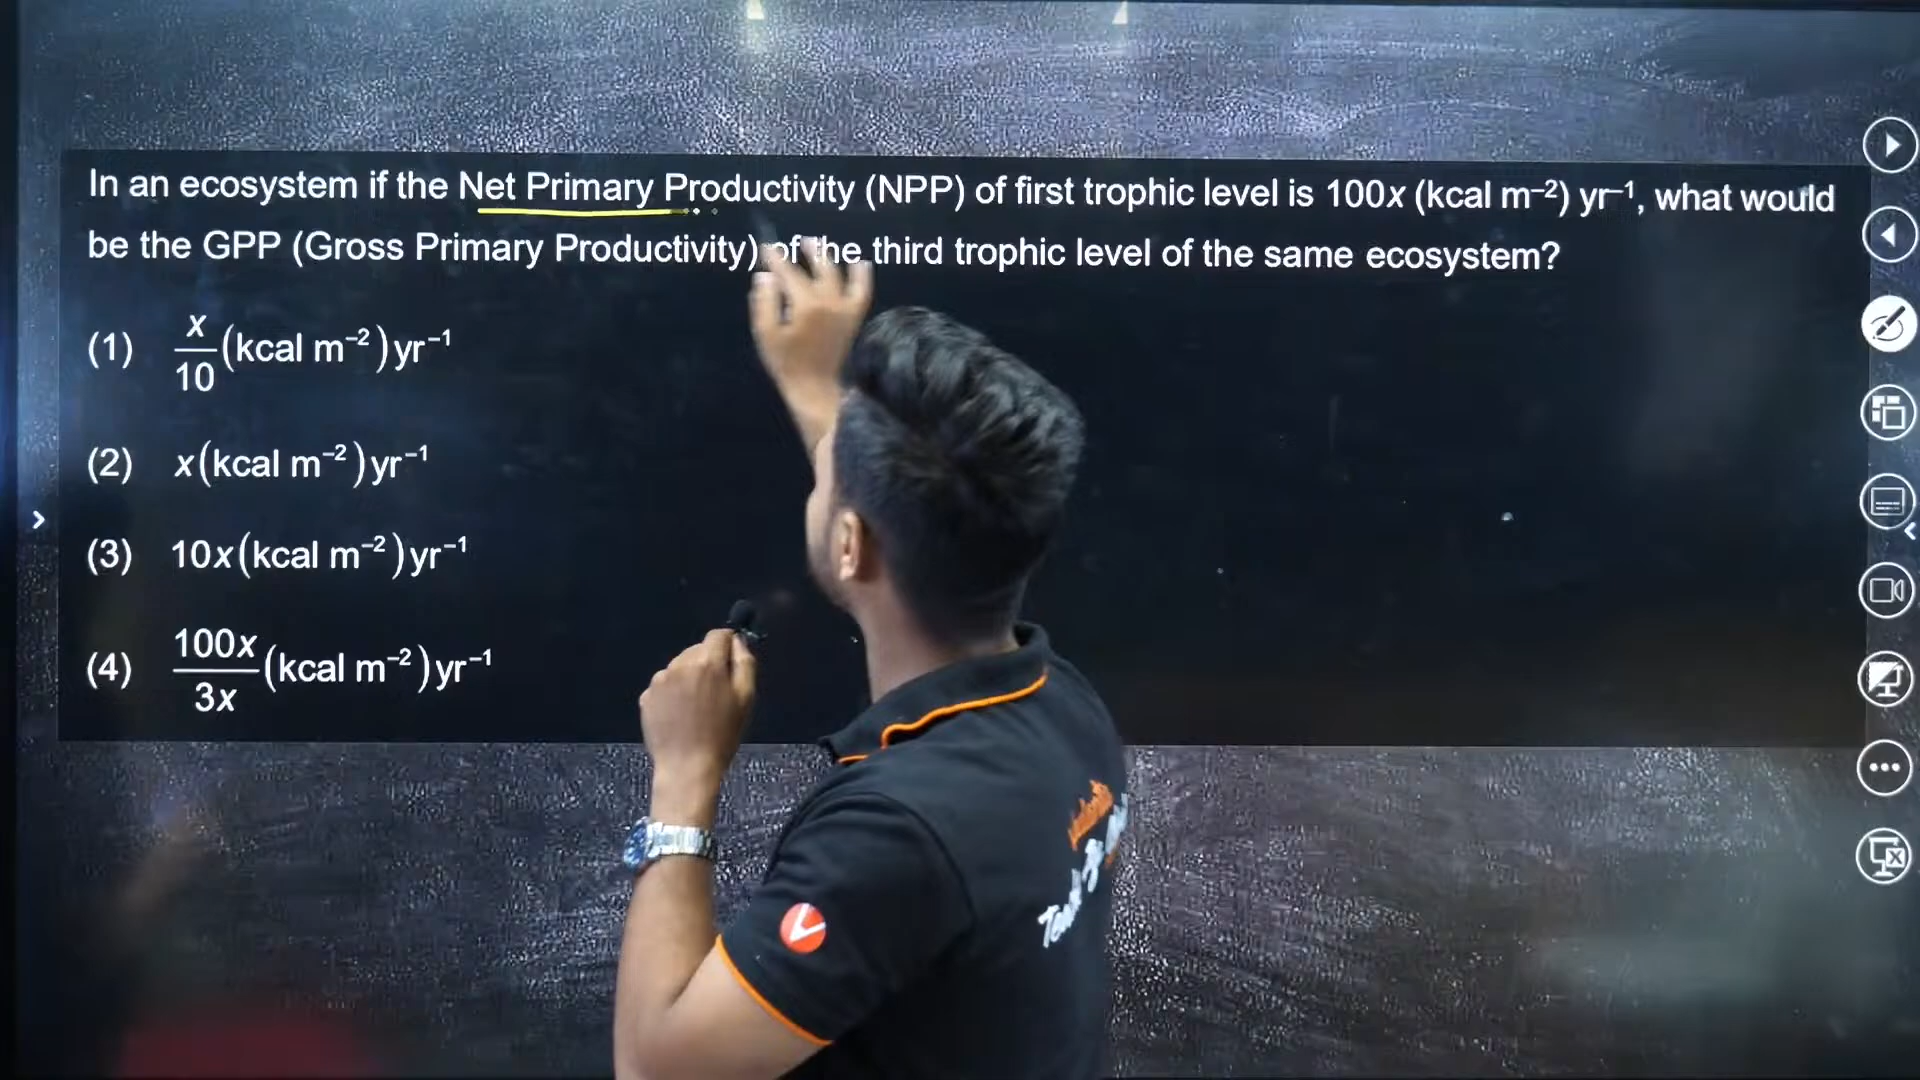 In an ecosystem if the Net Primary Productivity (NPP) of first trophic level is 100x (kcal m⁻²) yr⁻¹, what would
be the GPP (Gross Primary Productivity) of the third trophic level of the same ecosystem?
(1) x/10 (kcal m⁻²) yr⁻¹
(2) x(kcal m⁻²) yr⁻¹
(3) 10x(kcal m⁻²) yr⁻¹
(4) 100x/3x (kcal m⁻²) yr⁻¹